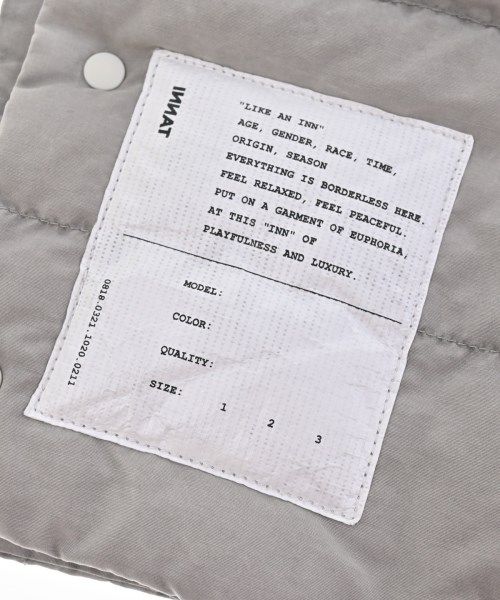 INNAT
"LIKE AN INN"
AGE, GENDER, RACE, TIME,
ORIGIN, SEASON
EVERYTHING IS BORDERLESS HERE.
FEEL RELAXED, FEEL PEACEFUL.
PUT ON A GARMENT OF EUPHORIA,
AT THIS "INN" OF
PLAYFULNESS AND LUXURY.
MODEL:
COLOR:
QUALITY:
SIZE:
1 2 3
0818.0321.1020.0211